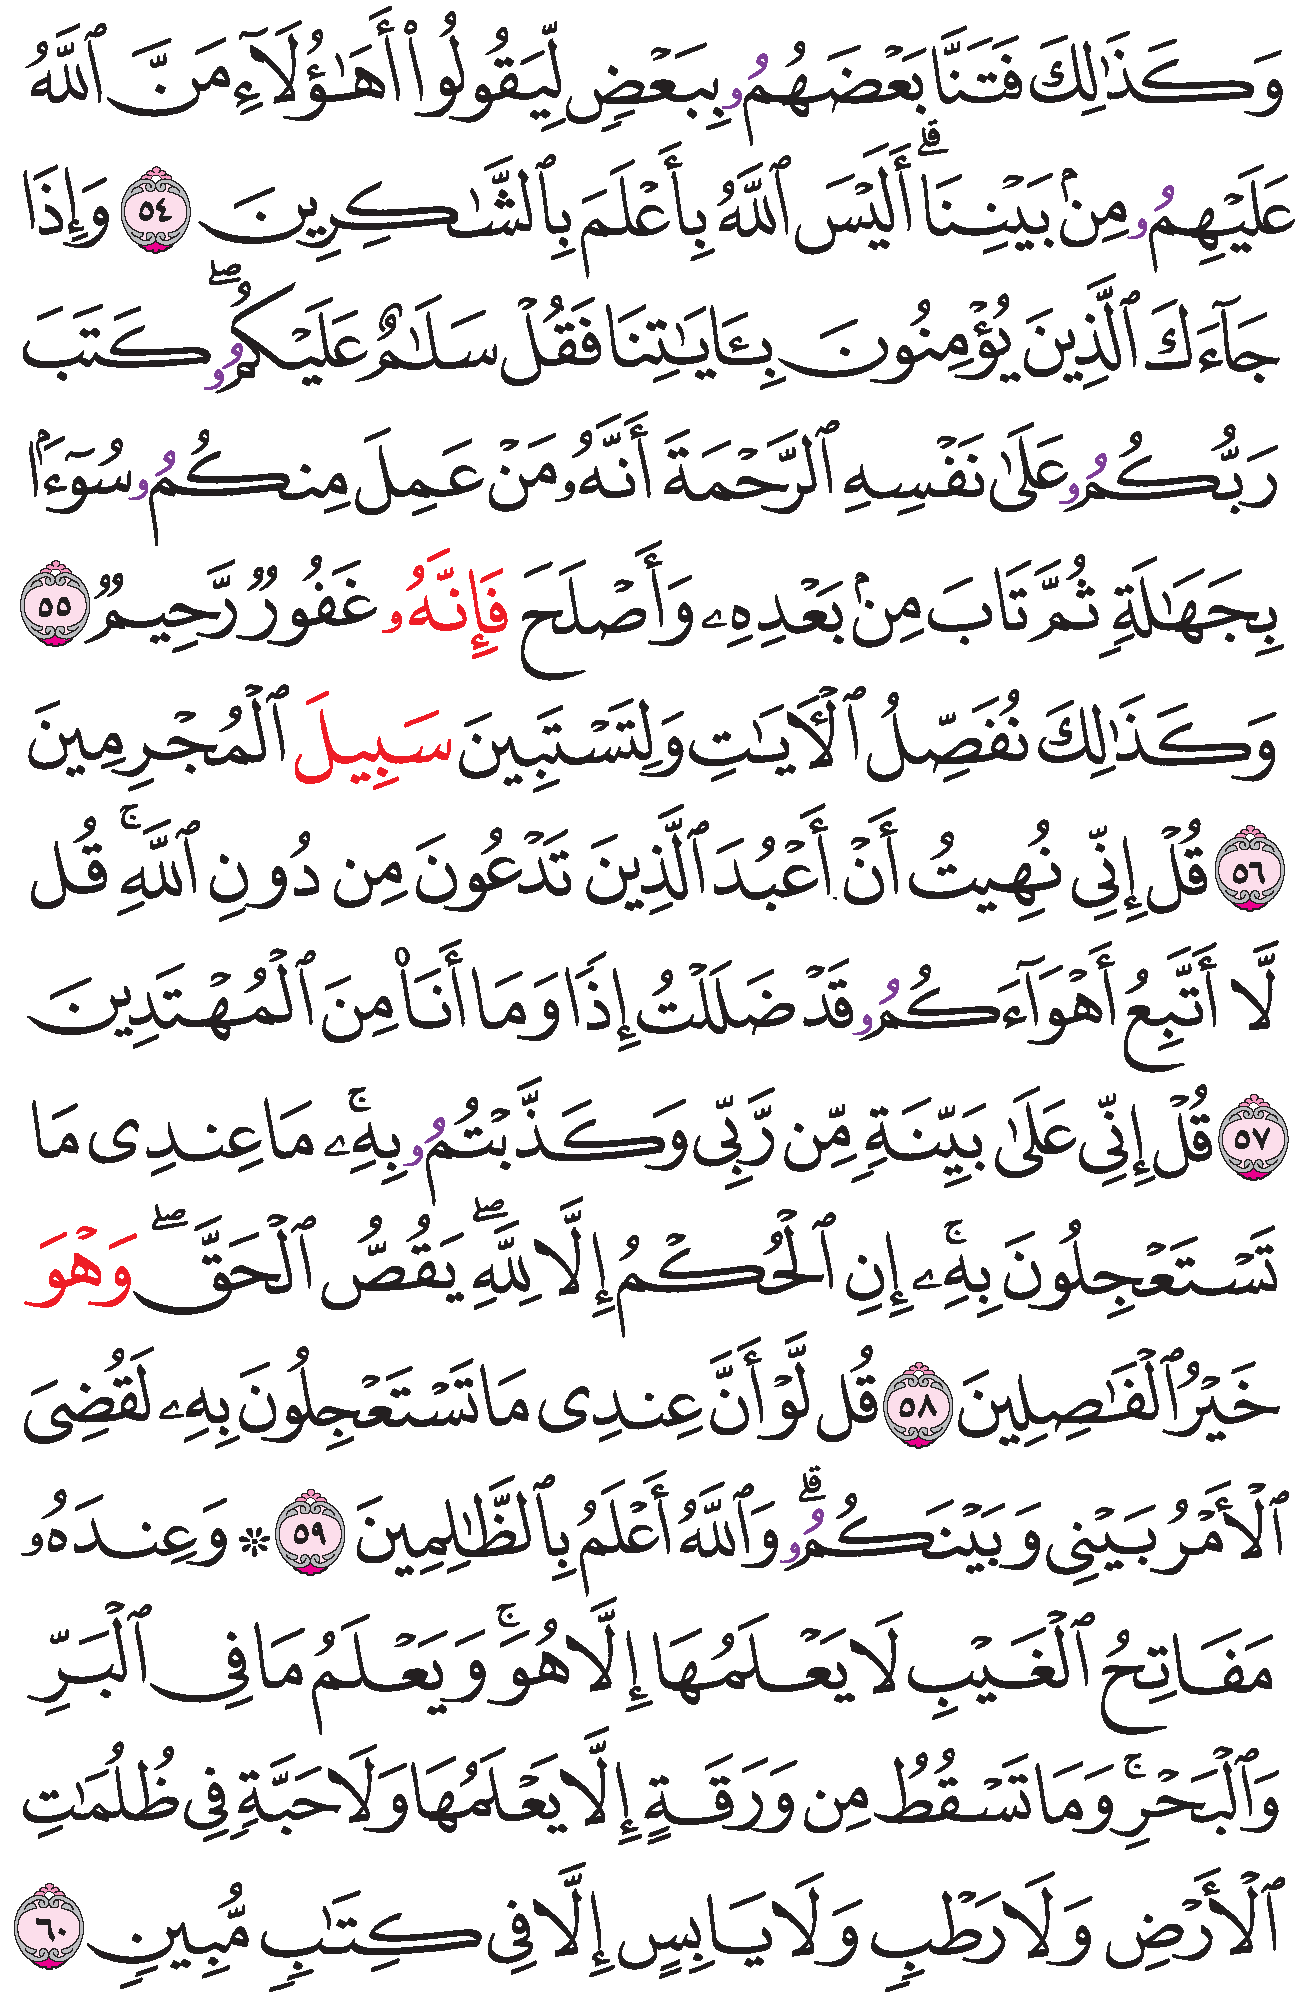 وَكَذَٰلِكَ فَتَنَّا بَعْضَهُمُۥ بِبَعْضٍ لِّيَقُولُوٓا۟ أَهَٰٓؤُلَآءِ مَنَّ ٱللَّهُ
عَلَيْهِمُۥ مِنۢ بَيْنِنَآ ۗ أَلَيْسَ ٱللَّهُ بِأَعْلَمَ بِالشَّٰكِرِينَ ٥٤ وَإِذَا
جَآءَكَ ٱلَّذِينَ يُؤْمِنُونَ بِـَٔايَٰتِنَا فَقُلْ سَلَٰمٌ عَلَيْكُمُۥ ۖ كَتَبَ
رَبُّكُمُۥ عَلَىٰ نَفْسِهِ ٱلرَّحْمَةَ أَنَّهُۥ مَنْ عَمِلَ مِنكُمُۥ سُوٓءَۢا
بِجَهَٰلَةٍ ثُمَّ تَابَ مِنۢ بَعْدِهِۦ وَأَصْلَحَ فَإِنَّهُۥ غَفُورٌ رَّحِيمٌ ٥٥
وَكَذَٰلِكَ نُفَصِّلُ ٱلْـَٔايَٰتِ وَلِتَسْتَبِينَ سَبِيلَ ٱلْمُجْرِمِينَ
٥٦ قُلْ إِنِّي نُهِيتُ أَنْ أَعْبُدَ ٱلَّذِينَ تَدْعُونَ مِن دُونِ ٱللَّهِ ۚ قُل
لَّا أَتَّبِعُ أَهْوَآءَكُمُۥ قَدْ ضَلَلْتُ إِذًا وَمَا أَنَا۠ مِنَ ٱلْمُهْتَدِينَ
٥٧ قُلْ إِنِّي عَلَىٰ بَيِّنَةٍ مِّن رَّبِّي وَكَذَّبْتُمُۥ بِهِۦ ۚ مَا عِندِى مَا
تَسْتَعْجِلُونَ بِهِۦ ۚ إِنِ ٱلْحُكْمُ إِلَّا لِلَّهِ ۖ يَقُصُّ ٱلْحَقَّ ۖ وَهْوَ
خَيْرُ ٱلْفَٰصِلِينَ ٥٨ قُل لَّوْ أَنَّ عِندِى مَا تَسْتَعْجِلُونَ بِهِۦ لَقُضِىَ
ٱلْأَمْرُ بَيْنِي وَبَيْنَكُمُۥ ۗ وَٱللَّهُ أَعْلَمُ بِٱلظَّٰلِمِينَ ٥٩ ۞ وَعِندَهُۥ
مَفَاتِحُ ٱلْغَيْبِ لَا يَعْلَمُهَا إِلَّا هُوَ ۚ وَيَعْلَمُ مَا فِى ٱلْبَرِّ
وَٱلْبَحْرِ ۚ وَمَا تَسْقُطُ مِن وَرَقَةٍ إِلَّا يَعْلَمُهَا وَلَا حَبَّةٍ فِي ظُلُمَٰتِ
ٱلْأَرْضِ وَلَا رَطْبٍ وَلَا يَابِسٍ إِلَّا فِي كِتَٰبٍ مُّبِينٍ ٦٠